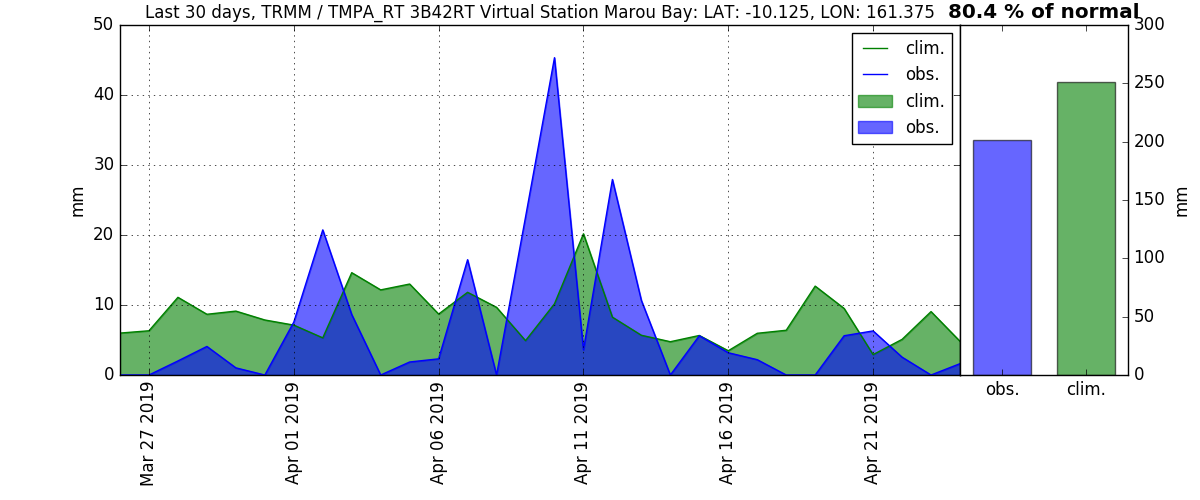 Last 30 days, TRMM / TMPA_RT 3B42RT Virtual Station Marou Bay: LAT: -10.125, LON: 161.375
80.4 % of normal
50
40
30
20
10
0
mm
clim.
obs.
clim.
obs.
Mar 27 2019
Apr 01 2019
Apr 06 2019
Apr 11 2019
Apr 16 2019
Apr 21 2019
300
250
200
150
100
50
0
mm
obs.
clim.